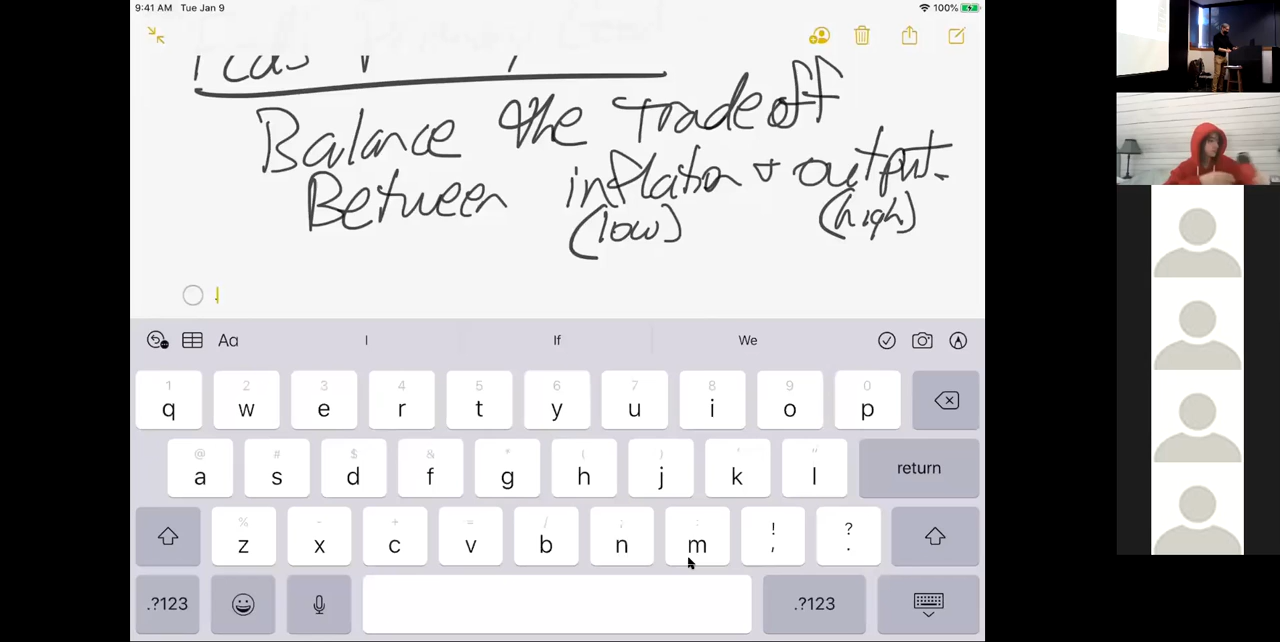 9:41 AM Tue Jan 9
100%
Balance the tradeoff
Between inflation & output.
(low) (high)
Aa I If We
1 2 3 4 5 6 7 8 9 0
q w e r t y u i o p
@ # $ & * ( ) ' "
a s d f g h j k l return
% - + = / ; : ! ?
z x c v b n m , .
.?123 .?123